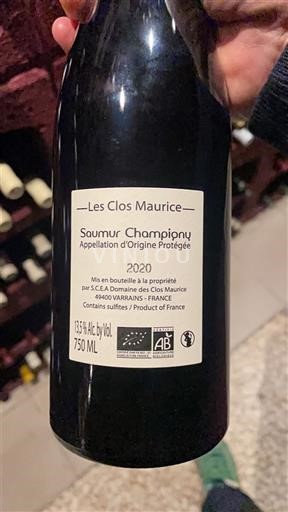 Les Clos Maurice
Saumur Champigny
Appellation d'Origine Protégée
VINIOU
2020
Mis en bouteille à la propriété
par S.C.E.A Domaine des Clos Maurice
49400 VARRAINS - FRANCE
Contains sulfites / Product of France
13,5 % Alc. by Vol.
750 ML
AB